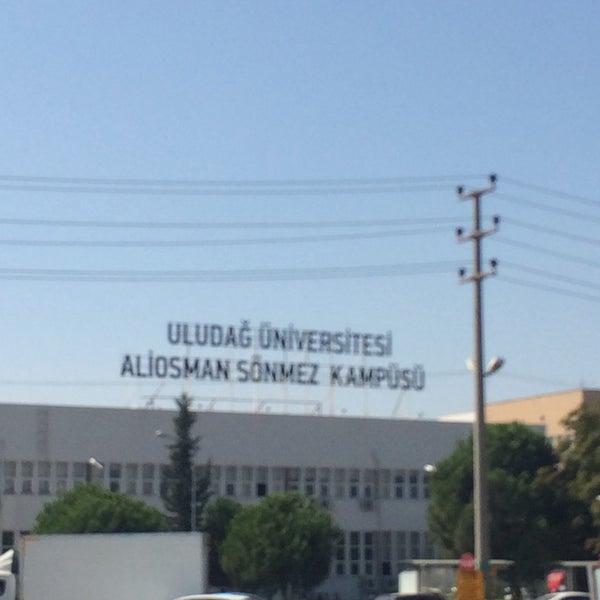 ULUDAĞ ÜNİVERSİTESİ
ALİOSMAN SÖNMEZ KAMPÜSÜ